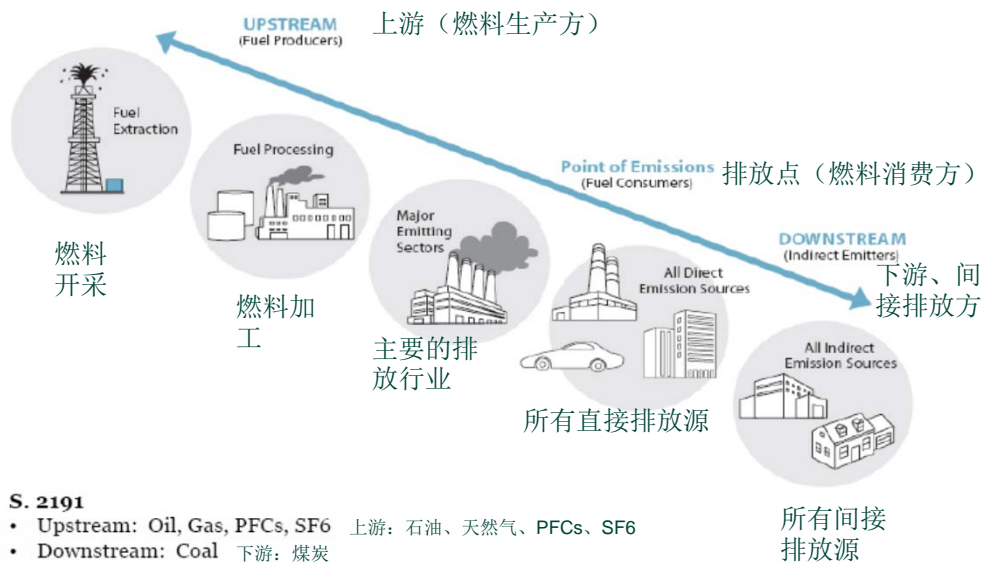 UPSTREAM
(Fuel Producers)
上游（燃料生产方）
Fuel
Extraction
燃料
开采
Fuel Processing
燃料加
工
Point of Emissions
(Fuel Consumers)
排放点（燃料消费方）
Major
Emitting
Sectors
主要的排
放行业
All Direct
Emission Sources
所有直接排放源
DOWNSTREAM
(Indirect Emitters)
下游、间
接排放方
All Indirect
Emission Sources
所有间接
排放源
S. 2191
• Upstream: Oil, Gas, PFCs, SF6 上游：石油、天然气、PFCs、SF6
• Downstream: Coal 下游：煤炭